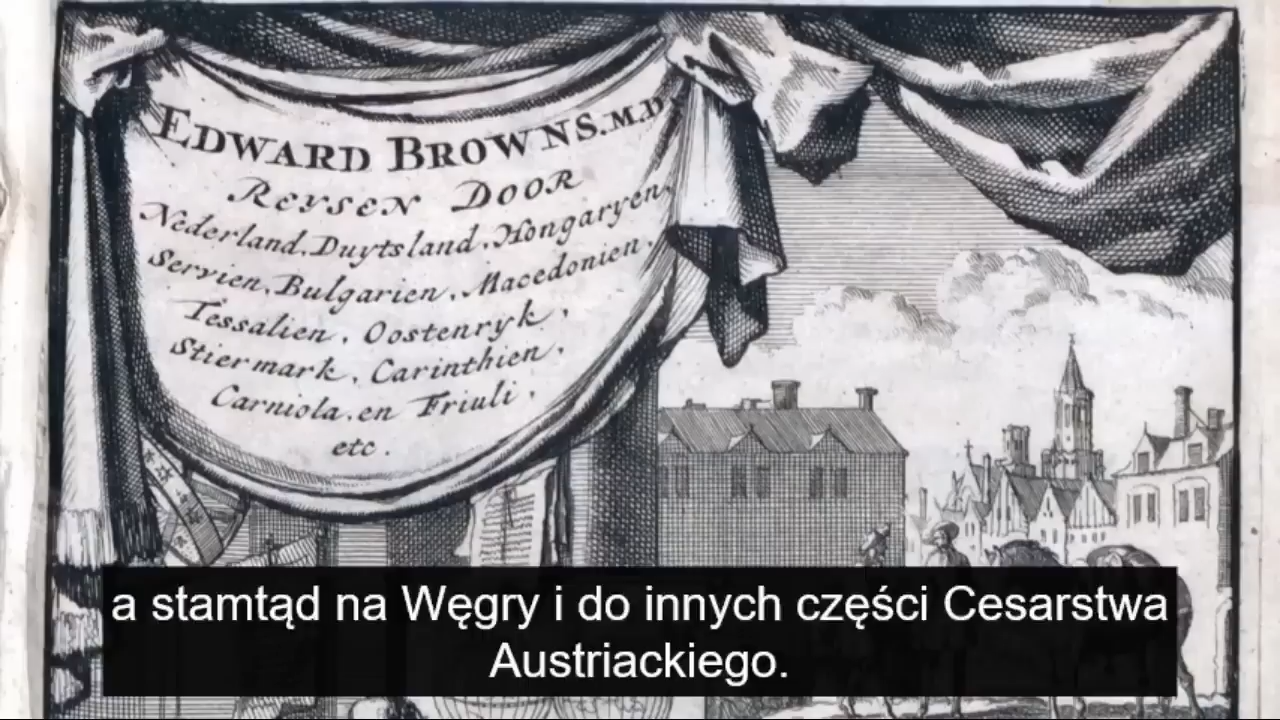 EDWARD BROWNS.M.D
REYSEN DOOR
Nederland.Duytsland.Hongaryen,
Servien.Bulgarien.Macedonien.
Tessalien. Oostenryk.
Stiermark. Carinthien.
Carniola.en Friuli.
etc.
a stamtąd na Węgry i do innych części Cesarstwa
Austriackiego.